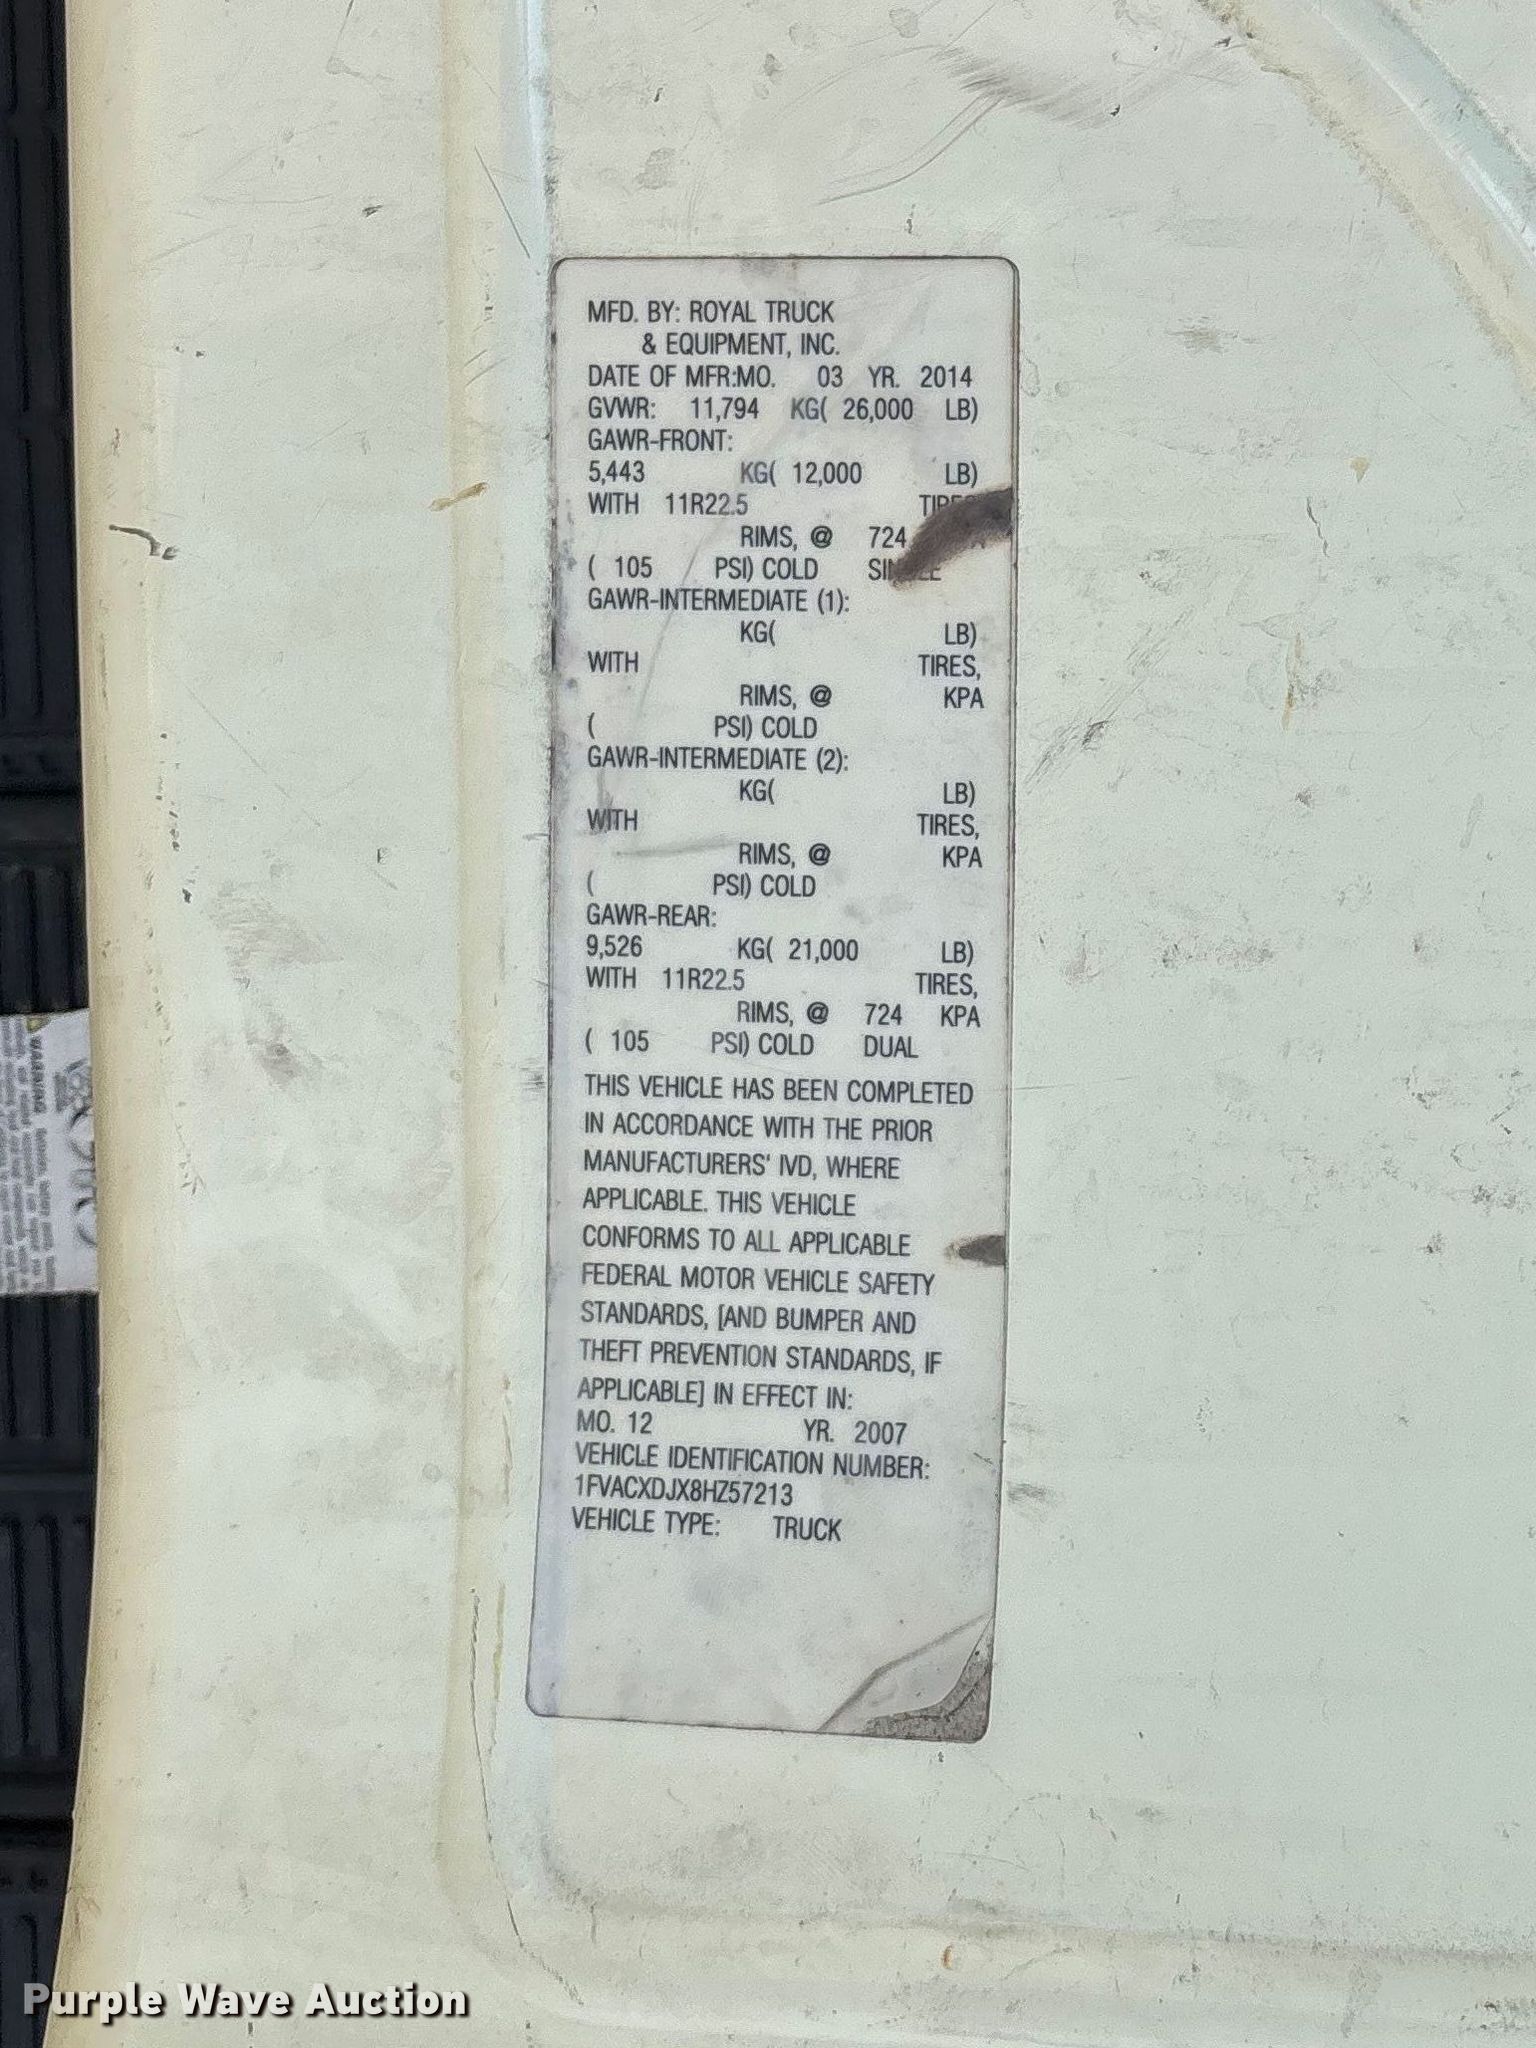 MFD. BY: ROYAL TRUCK
& EQUIPMENT, INC.
DATE OF MFR:MO. 03 YR. 2014
GVWR: 11,794 KG( 26,000 LB)
GAWR-FRONT:
5,443 KG( 12,000 LB)
WITH 11R22.5 TIRES,
RIMS, @ 724
( 105 PSI) COLD SINGLE
GAWR-INTERMEDIATE (1):
KG( LB)
WITH TIRES,
RIMS, @ KPA
( PSI) COLD
GAWR-INTERMEDIATE (2):
KG( LB)
WITH TIRES,
RIMS, @ KPA
( PSI) COLD
GAWR-REAR:
9,526 KG( 21,000 LB)
WITH 11R22.5 TIRES,
RIMS, @ 724 KPA
( 105 PSI) COLD DUAL
THIS VEHICLE HAS BEEN COMPLETED
IN ACCORDANCE WITH THE PRIOR
MANUFACTURERS' IVD, WHERE
APPLICABLE. THIS VEHICLE
CONFORMS TO ALL APPLICABLE
FEDERAL MOTOR VEHICLE SAFETY
STANDARDS, [AND BUMPER AND
THEFT PREVENTION STANDARDS, IF
APPLICABLE] IN EFFECT IN:
MO. 12 YR. 2007
VEHICLE IDENTIFICATION NUMBER:
1FVACXDJX8HZ57213
VEHICLE TYPE: TRUCK
WARNING
Purple Wave Auction